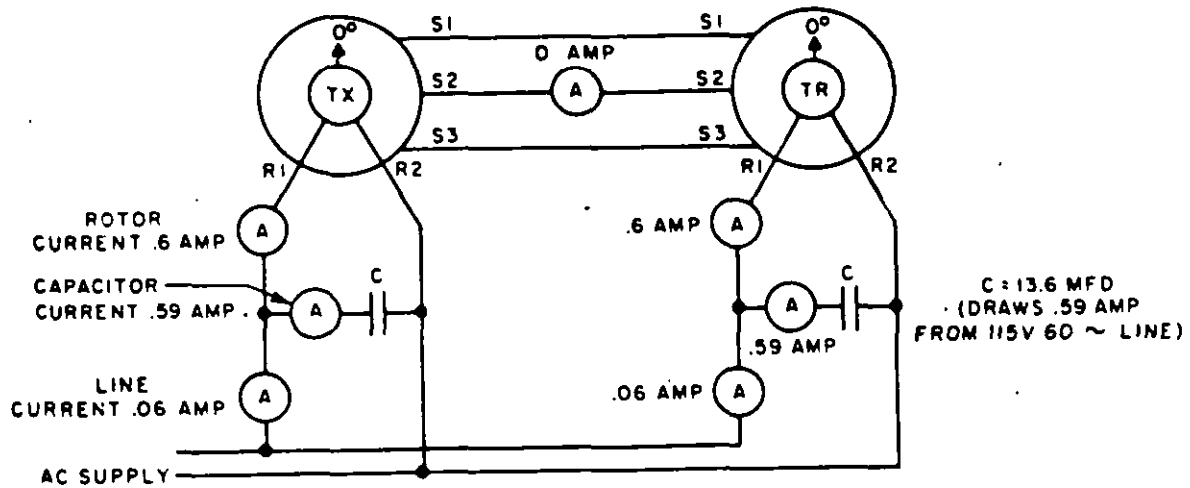 0°
TX
S1
S1
0 AMP
S2
A
S2
S3
S3
R1
R2
0°
TR
R1
R2
ROTOR
CURRENT .6 AMP
A
CAPACITOR
CURRENT .59 AMP
A
C
LINE
CURRENT .06 AMP
A
AC SUPPLY
.6 AMP
A
A
C
.59 AMP
.06 AMP
A
C = 13.6 MFD
(DRAWS .59 AMP
FROM 115V 60 ~ LINE)